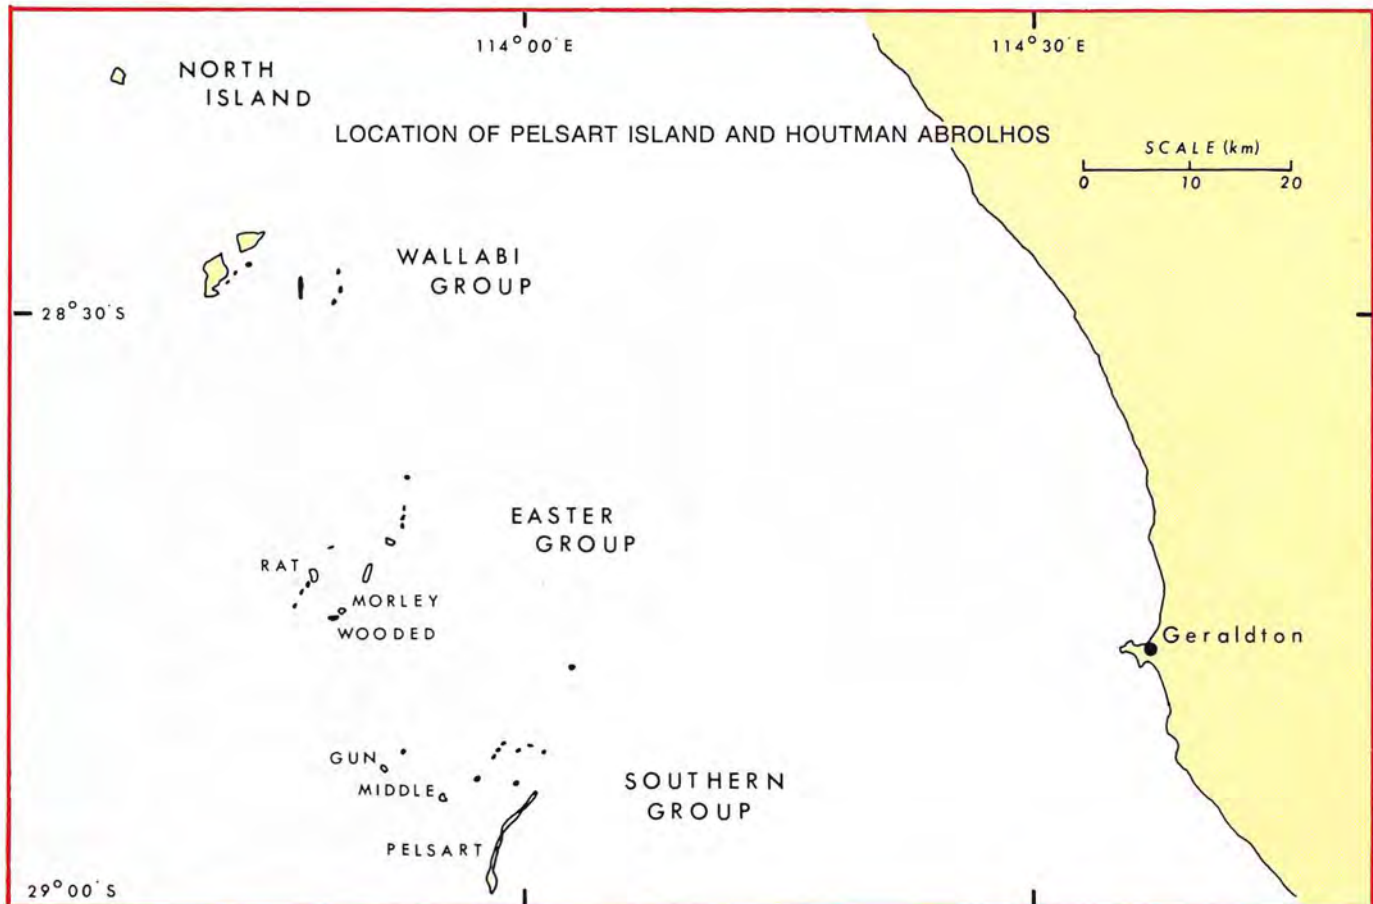 114°00'E
114°30'E
NORTH
ISLAND
LOCATION OF PELSART ISLAND AND HOUTMAN ABROLHOS
SCALE (km)
0 10 20
WALLABI
GROUP
28°30'S
EASTER
GROUP
RAT
MORLEY
WOODED
Geraldton
GUN
MIDDLE
SOUTHERN
GROUP
PELSART
29°00'S